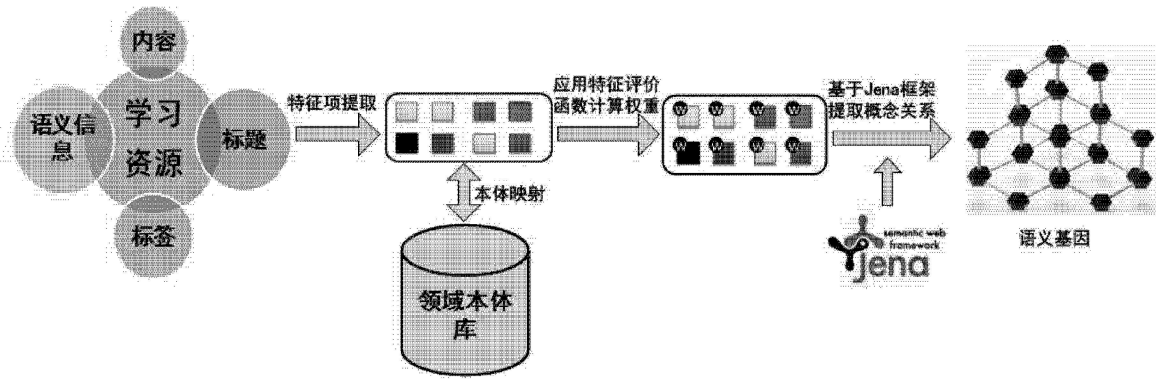 内容
学习
资源
语义信
息
标题
标签
特征项提取
本体映射
领域本体
库
应用特征评价
函数计算权重
W W W W
W W W W
基于Jena框架
提取概念关系
semantic web
framework
jena
语义基因